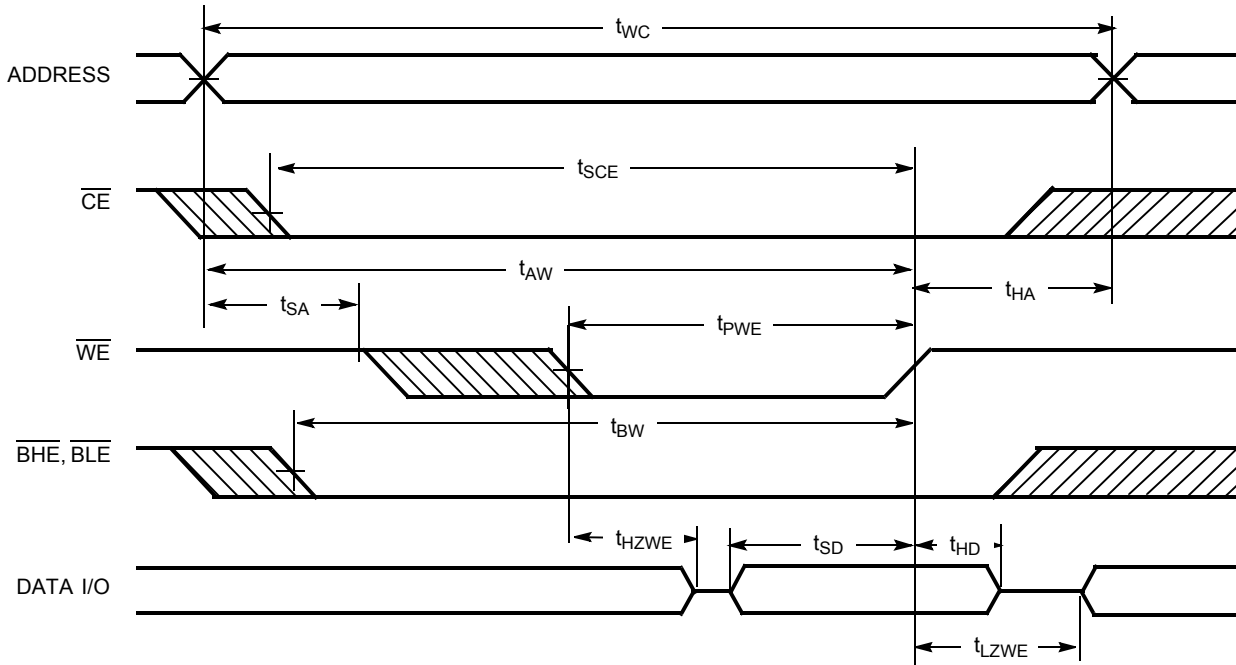 tWC
ADDRESS
tSCE
CE
tAW
tSA
tHA
tPWE
WE
tBW
BHE, BLE
tHZWE
tSD
tHD
DATA I/O
tLZWE